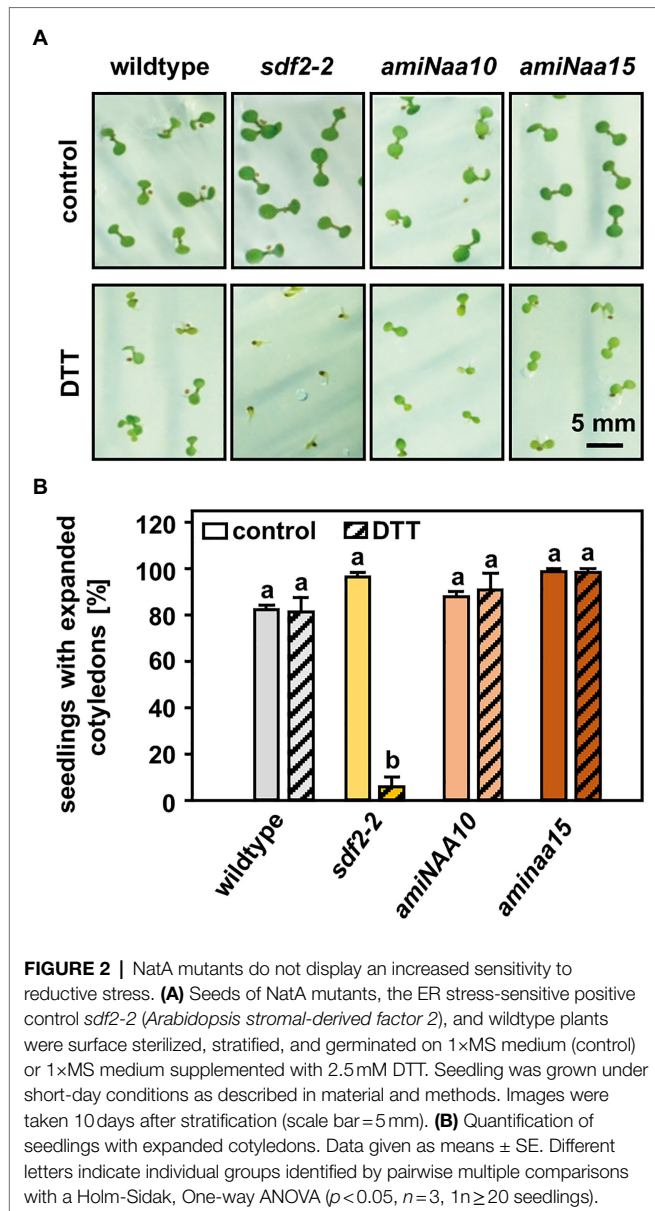 A
wildtype sdf2-2 amiNaa10 amiNaa15
control
DTT
5 mm
B
seedlings with expanded
cotyledons [%]
120
100
80
60
40
20
0
control DTT
a a a b a a a a
wildtype
sdf2-2
amiNAA10
aminaa15
FIGURE 2 | NatA mutants do not display an increased sensitivity to
reductive stress. (A) Seeds of NatA mutants, the ER stress-sensitive positive
control sdf2-2 (Arabidopsis stromal-derived factor 2), and wildtype plants
were surface sterilized, stratified, and germinated on 1×MS medium (control)
or 1×MS medium supplemented with 2.5mM DTT. Seedling was grown under
short-day conditions as described in material and methods. Images were
taken 10days after stratification (scale bar=5mm). (B) Quantification of
seedlings with expanded cotyledons. Data given as means ± SE. Different
letters indicate individual groups identified by pairwise multiple comparisons
with a Holm-Sidak, One-way ANOVA (p<0.05, n=3, 1n≥20 seedlings).